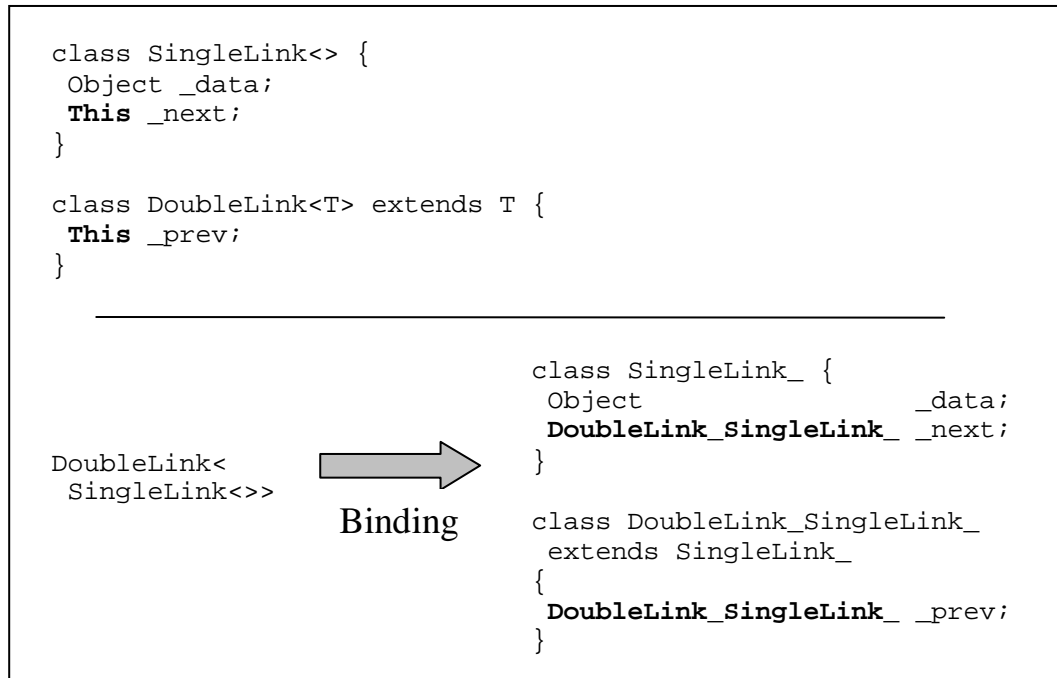 class SingleLink<> {
Object _data;
This _next;
}
class DoubleLink<T> extends T {
This _prev;
}
DoubleLink<
SingleLink<>>
Binding
class SingleLink_ {
Object _data;
DoubleLink_SingleLink_ _next;
}
class DoubleLink_SingleLink_
extends SingleLink_
{
DoubleLink_SingleLink_ _prev;
}